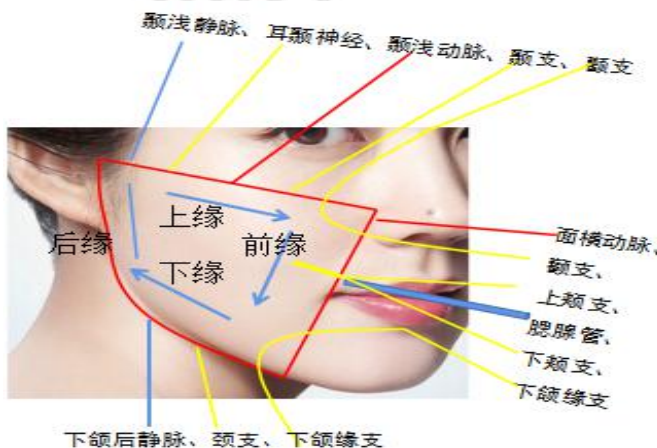 颞浅静脉、耳颞神经、颞浅动脉、颞支、颧支
上缘
后缘
前缘
下缘
面横动脉、
颧支、
上颊支、
腮腺管、
下颊支、
下颌缘支
下颌后静脉、颈支、下颌缘支